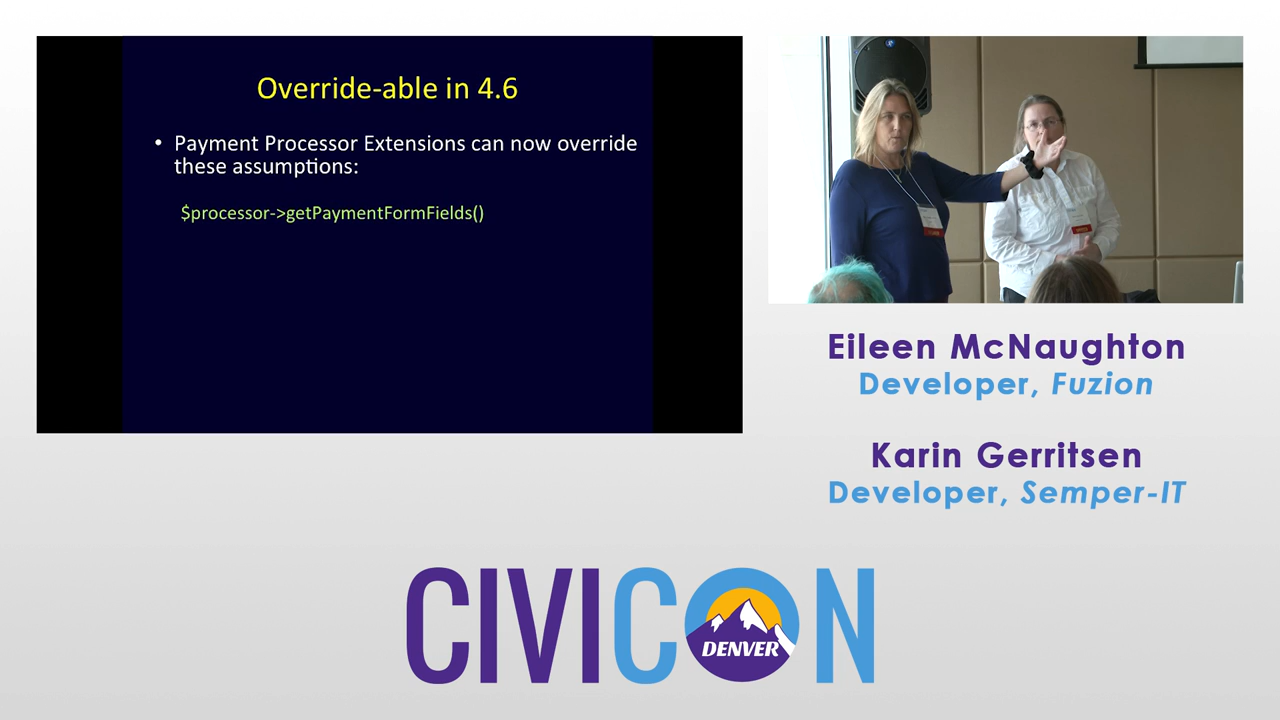 Override-able in 4.6
• Payment Processor Extensions can now override
these assumptions:
$processor->getPaymentFormFields()
Eileen McNaughton
Developer, Fuzion
Karin Gerritsen
Developer, Semper-IT
CIVICON
DENVER